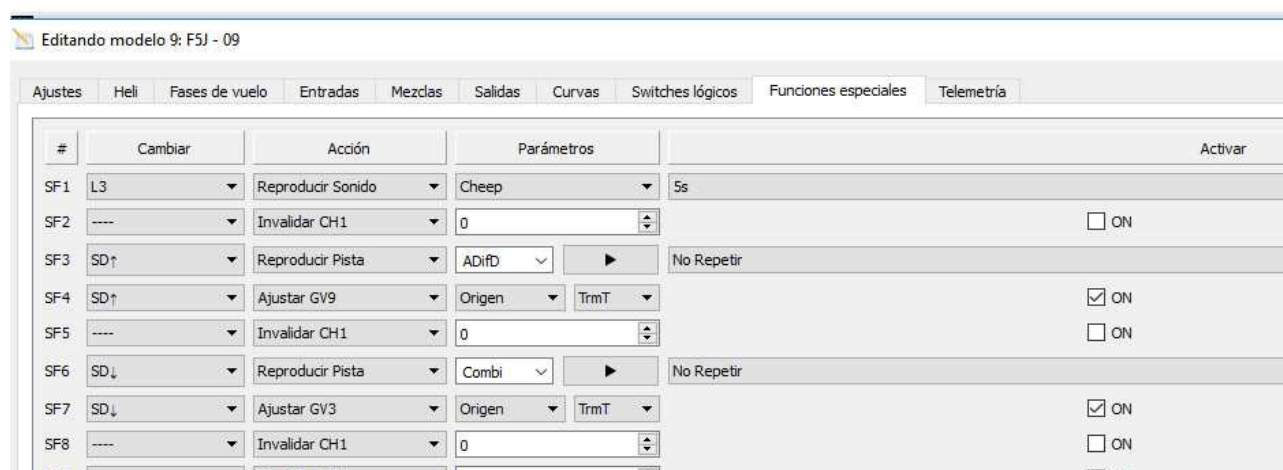 Editando modelo 9: F5J - 09
Ajustes Heli Fases de vuelo Entradas Mezclas Salidas Curvas Switches lógicos Funciones especiales Telemetría
# Cambiar Acción Parámetros Activar
SF1 L3 Reproducir Sonido Cheep 5s
SF2 ---- Invalidar CH1 0 ON
SF3 SD↑ Reproducir Pista ADifD No Repetir
SF4 SD↑ Ajustar GV9 Origen TrmT ON
SF5 ---- Invalidar CH1 0 ON
SF6 SD↓ Reproducir Pista Combi No Repetir
SF7 SD↓ Ajustar GV3 Origen TrmT ON
SF8 ---- Invalidar CH1 0 ON